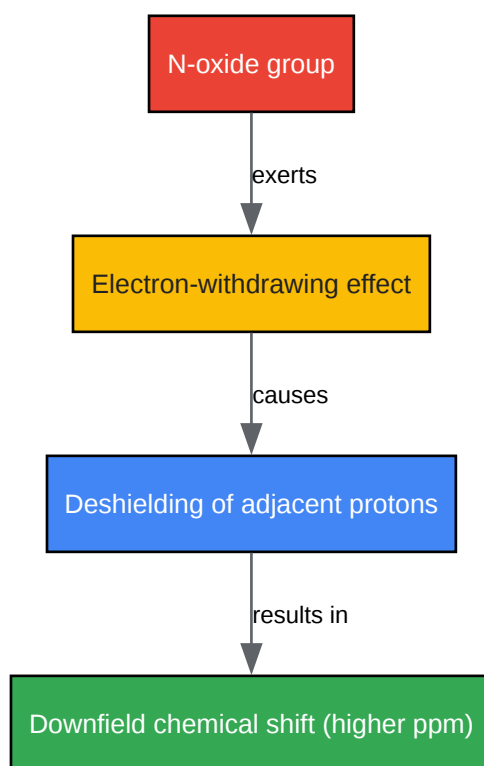 N-oxide group
exerts
Electron-withdrawing effect
causes
Deshielding of adjacent protons
results in
Downfield chemical shift (higher ppm)